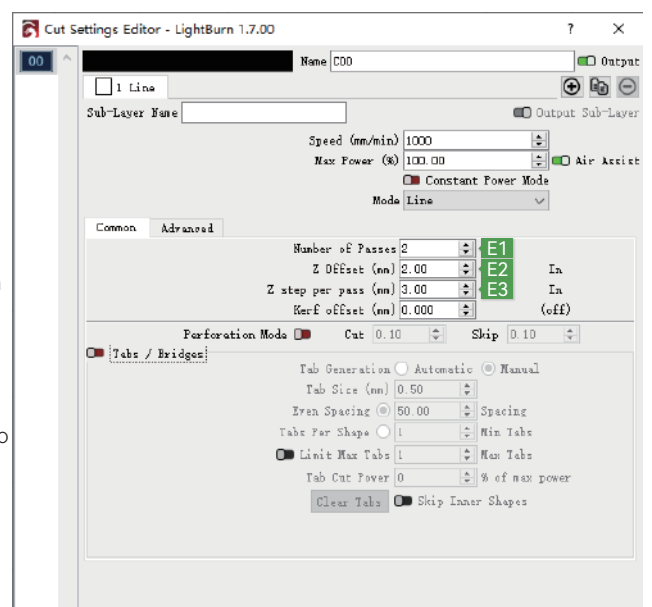 Cut Settings Editor - LightBurn 1.7.00 ? ×
00 Name C00 Output
1 Line
Sub-Layer Name Output Sub-Layer
Speed (mm/min) 1000
Max Power (%) 100.00 Air Assist
Constant Power Mode
Mode Line
Common Advanced
Number of Passes 2 E1
Z Offset (mm) 2.00 E2 In
Z step per pass (mm) 3.00 E3 In
Kerf offset (mm) 0.000 (off)
Perforation Mode Cut 0.10 Skip 0.10
Tabs / Bridges
Tab Generation Automatic Manual
Tab Size (mm) 0.50
Even Spacing 50.00 Spacing
Tabs Per Shape 1 Min Tabs
Limit Max Tabs 1 Max Tabs
Tab Cut Power 0 % of max power
Clear Tabs Skip Inner Shapes